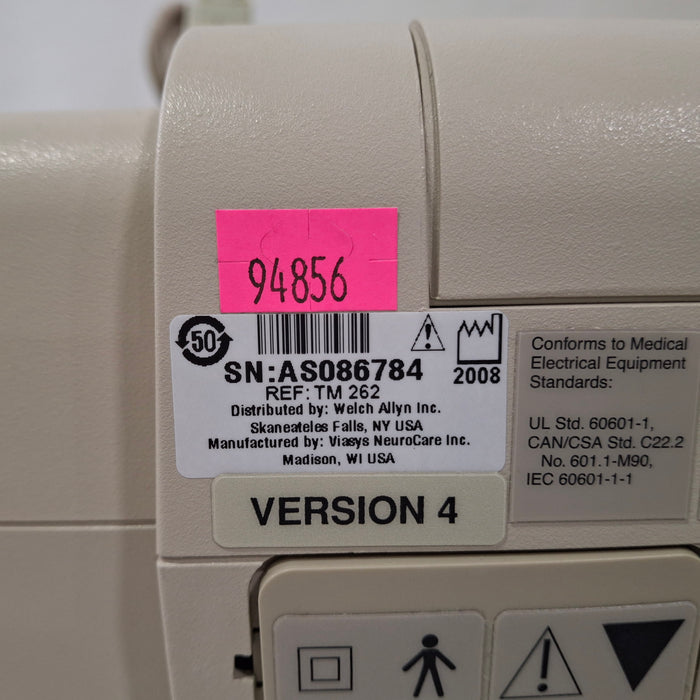 94856
50
SN:AS086784
2008
REF: TM 262
Distributed by: Welch Allyn Inc.
Skaneateles Falls, NY USA
Manufactured by: Viasys NeuroCare Inc.
Madison, WI USA
VERSION 4
Conforms to Medical
Electrical Equipment
Standards:
UL Std. 60601-1,
CAN/CSA Std. C22.2
No. 601.1-M90,
IEC 60601-1-1